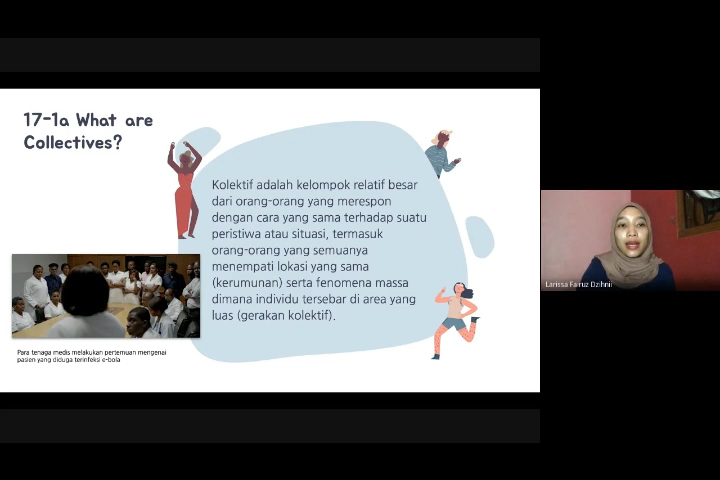 17-1a What are
Collectives?
Kolektif adalah kelompok relatif besar
dari orang-orang yang merespon
dengan cara yang sama terhadap suatu
peristiwa atau situasi, termasuk
orang-orang yang semuanya
menempati lokasi yang sama
(kerumunan) serta fenomena massa
dimana individu tersebar di area yang
luas (gerakan kolektif).
Para tenaga medis melakukan pertemuan mengenai
pasien yang diduga terinfeksi e-bola
Larissa Fairuz Dzihnii